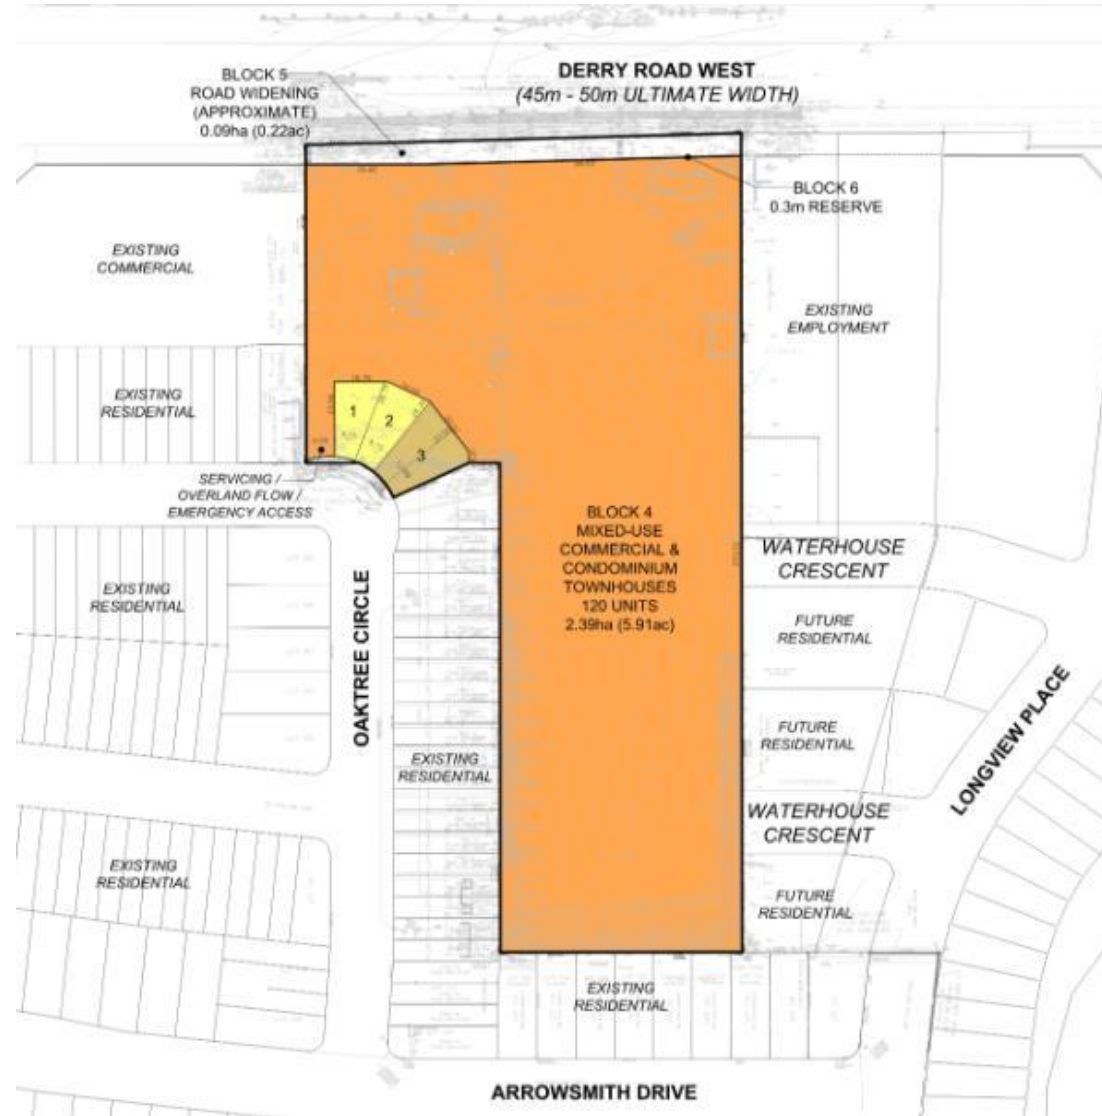 BLOCK 5
ROAD WIDENING
(APPROXIMATE)
0.09ha (0.22ac)
DERRY ROAD WEST
(45m - 50m ULTIMATE WIDTH)
BLOCK 6
0.3m RESERVE
EXISTING
COMMERCIAL
EXISTING
EMPLOYMENT
EXISTING
RESIDENTIAL
1
2
3
SERVICING /
OVERLAND FLOW /
EMERGENCY ACCESS
BLOCK 4
MIXED-USE
COMMERCIAL &
CONDOMINIUM
TOWNHOUSES
120 UNITS
2.39ha (5.91ac)
WATERHOUSE
CRESCENT
EXISTING
RESIDENTIAL
OAKTREE CIRCLE
FUTURE
RESIDENTIAL
FUTURE
RESIDENTIAL
LONGVIEW PLACE
EXISTING
RESIDENTIAL
WATERHOUSE
CRESCENT
EXISTING
RESIDENTIAL
FUTURE
RESIDENTIAL
EXISTING
RESIDENTIAL
ARROWSMITH DRIVE